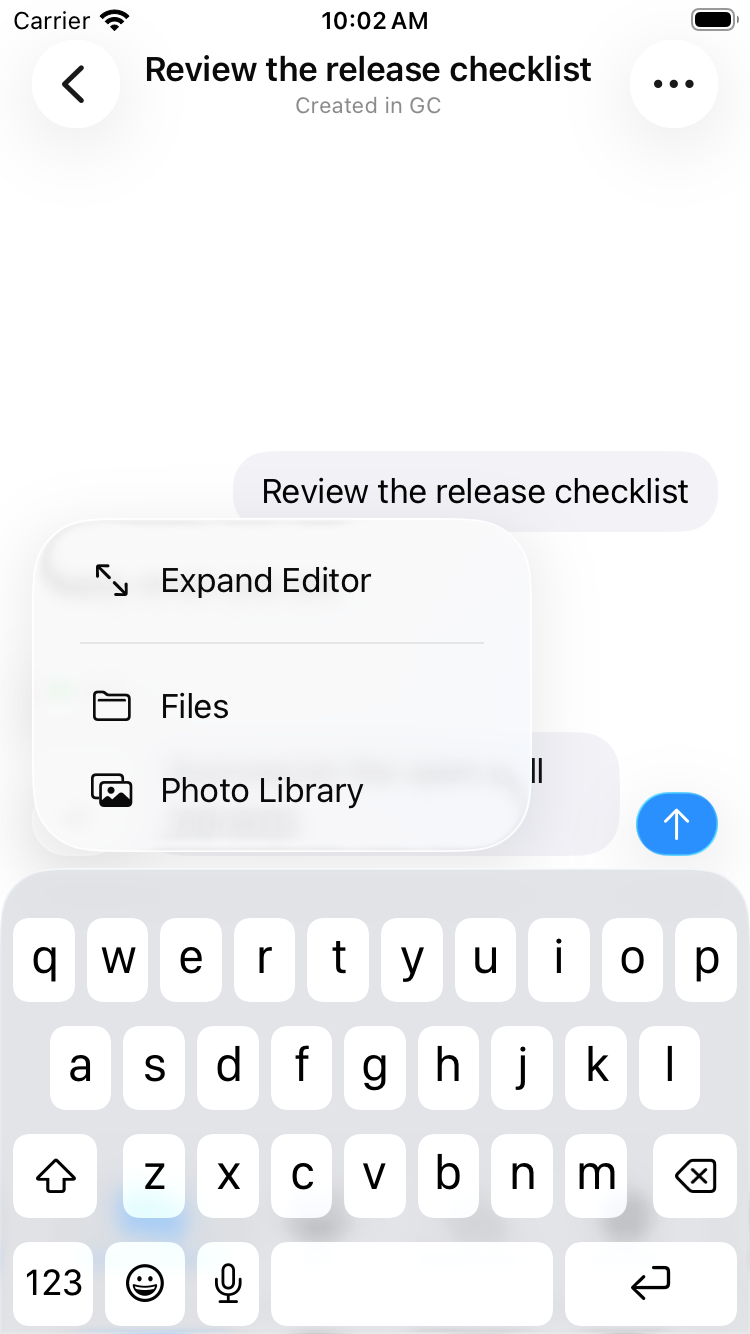 Carrier 10:02 AM
Review the release checklist
Created in GC
Review the release checklist
Expand Editor
Files
Photo Library
ll
q w e r t y u i o p
a s d f g h j k l
z x c v b n m
123